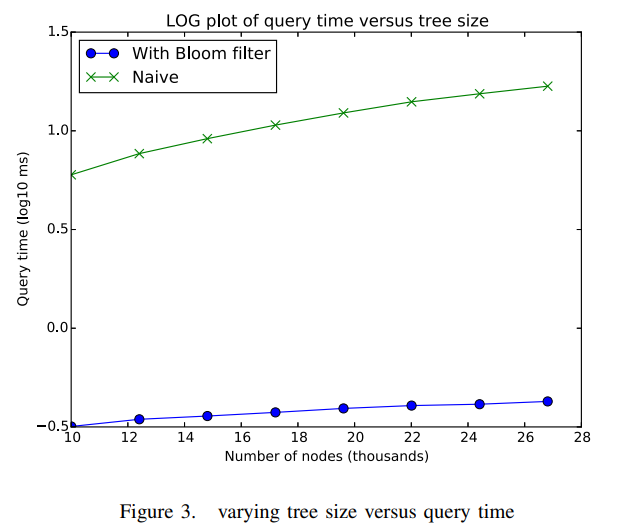 LOG plot of query time versus tree size
1.5
With Bloom filter
Naive
1.0
0.5
0.0
−0.5
Query time (log10 ms)
10 12 14 16 18 20 22 24 26 28
Number of nodes (thousands)
Figure 3. varying tree size versus query time